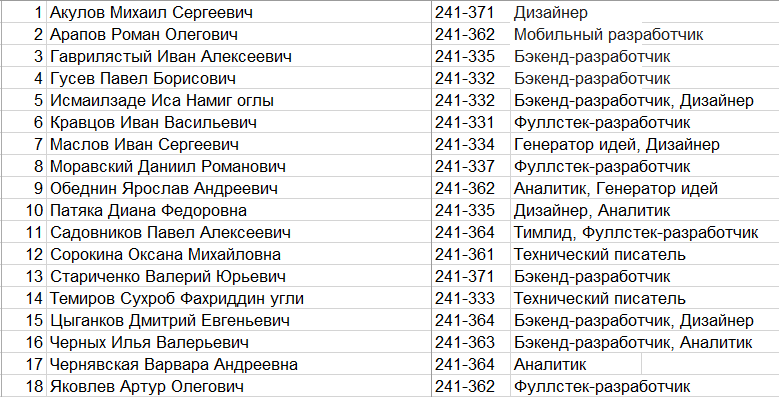 1 Акулов Михаил Сергеевич 241-371 Дизайнер
2 Арапов Роман Олегович 241-362 Мобильный разработчик
3 Гаврилястый Иван Алексеевич 241-335 Бэкенд-разработчик
4 Гусев Павел Борисович 241-332 Бэкенд-разработчик
5 Исмаилзаде Иса Намиг оглы 241-332 Бэкенд-разработчик, Дизайнер
6 Кравцов Иван Васильевич 241-331 Фуллстек-разработчик
7 Маслов Иван Сергеевич 241-334 Генератор идей, Дизайнер
8 Моравский Даниил Романович 241-337 Фуллстек-разработчик
9 Обеднин Ярослав Андреевич 241-362 Аналитик, Генератор идей
10 Патяка Диана Федоровна 241-335 Дизайнер, Аналитик
11 Садовников Павел Алексеевич 241-364 Тимлид, Фуллстек-разработчик
12 Сорокина Оксана Михайловна 241-361 Технический писатель
13 Стариченко Валерий Юрьевич 241-371 Бэкенд-разработчик
14 Темиров Сухроб Фахриддин угли 241-333 Технический писатель
15 Цыганков Дмитрий Евгеньевич 241-364 Бэкенд-разработчик, Дизайнер
16 Черных Илья Валерьевич 241-363 Бэкенд-разработчик, Аналитик
17 Чернявская Варвара Андреевна 241-364 Аналитик
18 Яковлев Артур Олегович 241-362 Фуллстек-разработчик